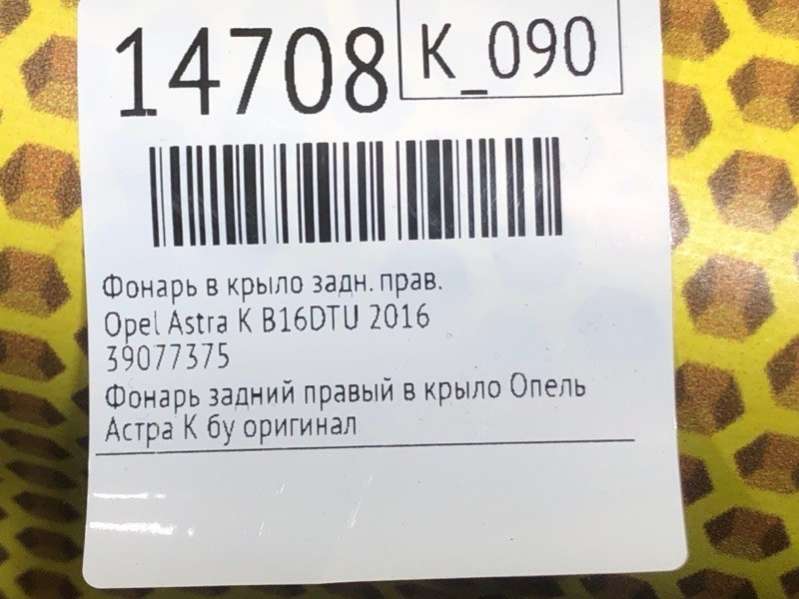 14708
K_090
Фонарь в крыло задн. прав.
Opel Astra K B16DTU 2016
39077375
Фонарь задний правый в крыло Опель
Астра К бу оригинал